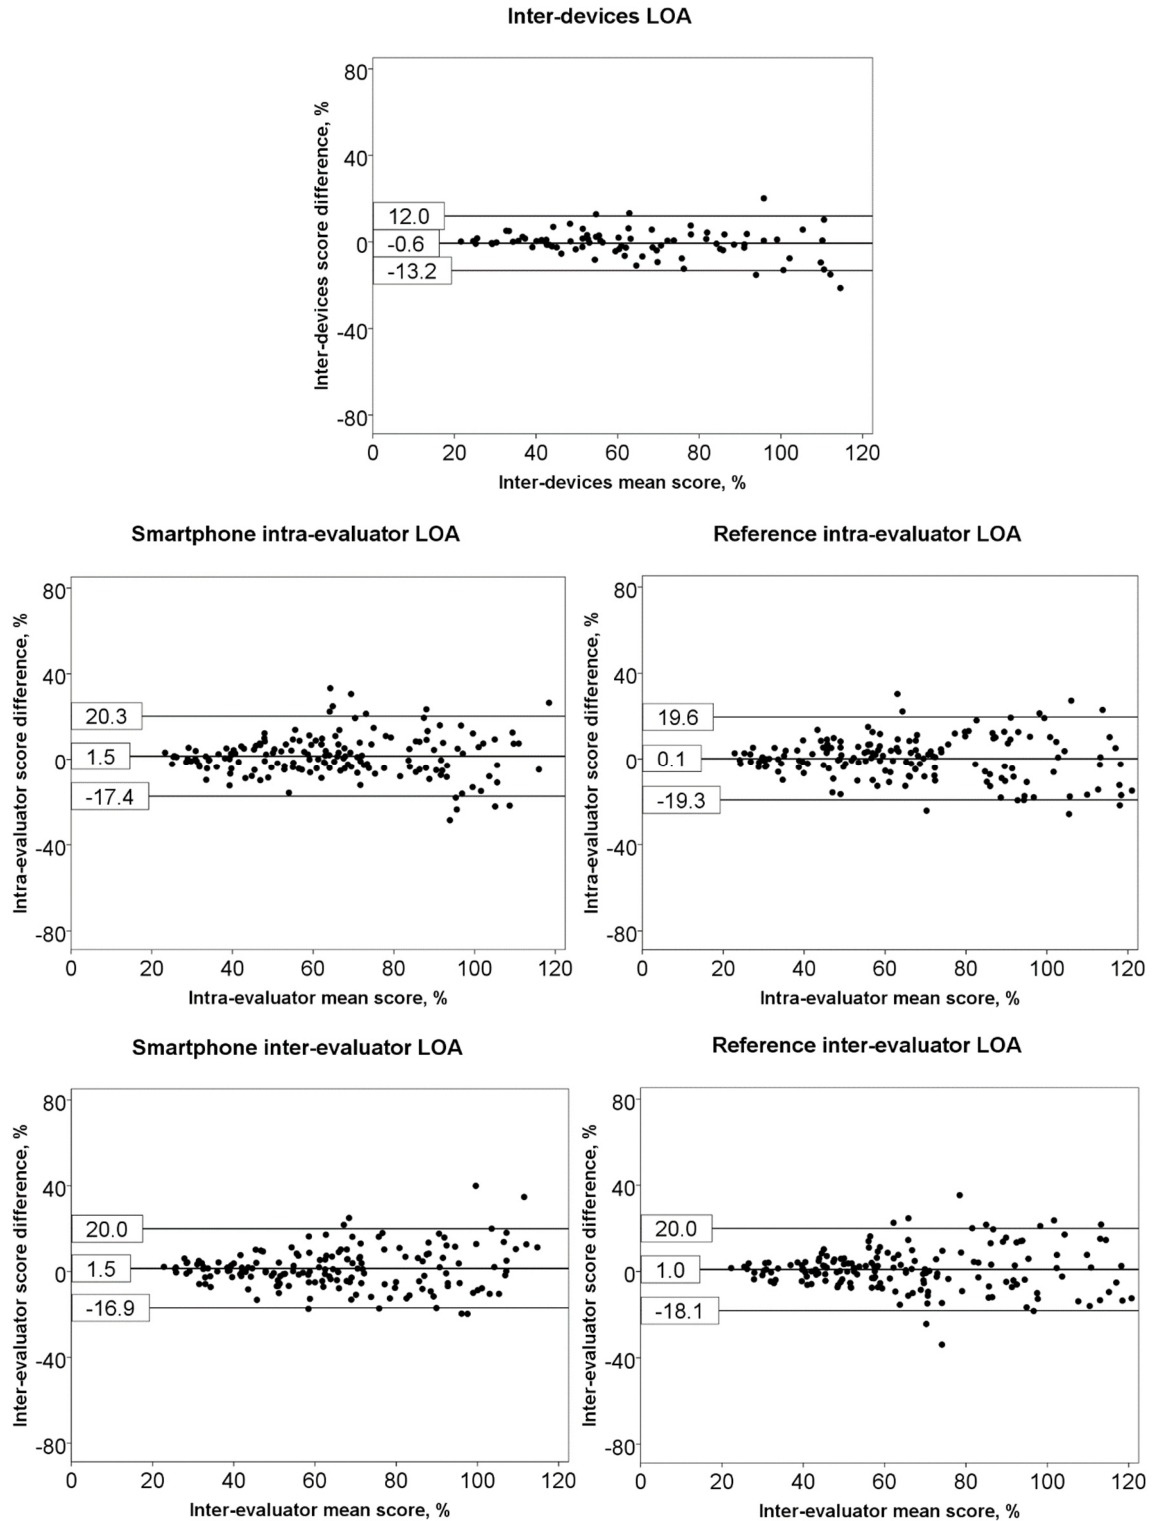 Inter-devices LOA
Inter-devices score difference, %
80
40
0
-40
-80
12.0
-0.6
-13.2
0 20 40 60 80 100 120
Inter-devices mean score, %
Smartphone intra-evaluator LOA
Intra-evaluator score difference, %
80
40
0
-40
-80
20.3
1.5
-17.4
0 20 40 60 80 100 120
Intra-evaluator mean score, %
Reference intra-evaluator LOA
Intra-evaluator score difference, %
80
40
0
-40
-80
19.6
0.1
-19.3
0 20 40 60 80 100 120
Intra-evaluator mean score, %
Smartphone inter-evaluator LOA
Inter-evaluator score difference, %
80
40
0
-40
-80
20.0
1.5
-16.9
0 20 40 60 80 100 120
Inter-evaluator mean score, %
Reference inter-evaluator LOA
Inter-evaluator score difference, %
80
40
0
-40
-80
20.0
1.0
-18.1
0 20 40 60 80 100 120
Inter-evaluator mean score, %